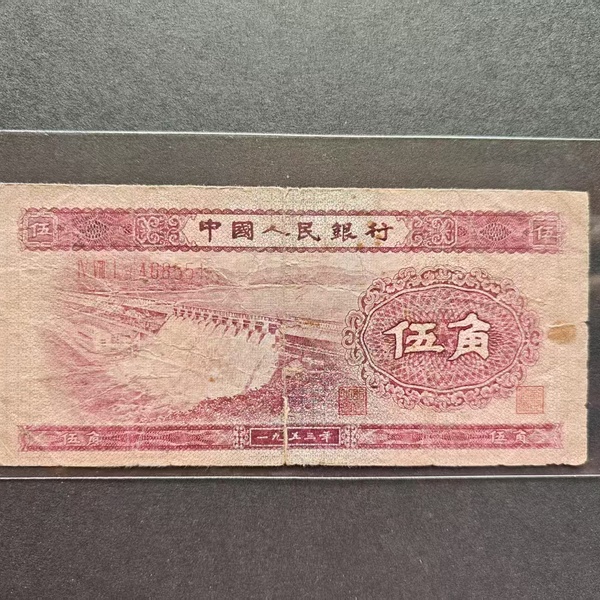 伍 中國人民銀行 伍
伍角
伍角 一九五三年 伍角